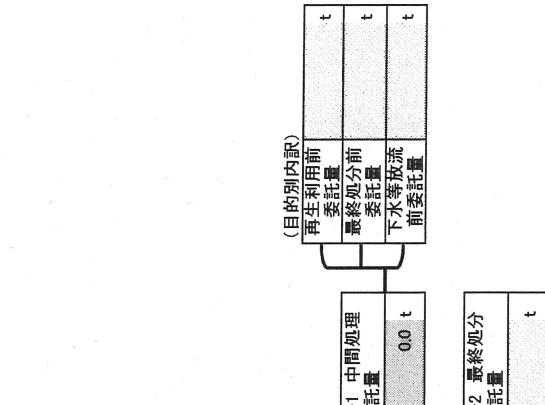 (目的別内訳)
再生利用前
委託量
t
最終処分前
委託量
t
下水等放流
前委託量
t
1 中間処理
託量
0.0 t
2 最終処分
託量
t